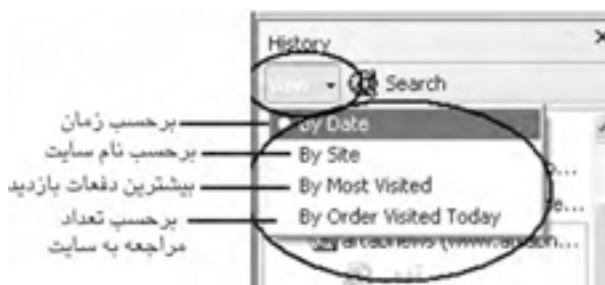 History
View Search
برحسب زمان By Date
برحسب نام سایت By Site
بیشترین دفعات بازدید By Most Visited
برحسب تعداد By Order Visited Today
مراجعه به سایت